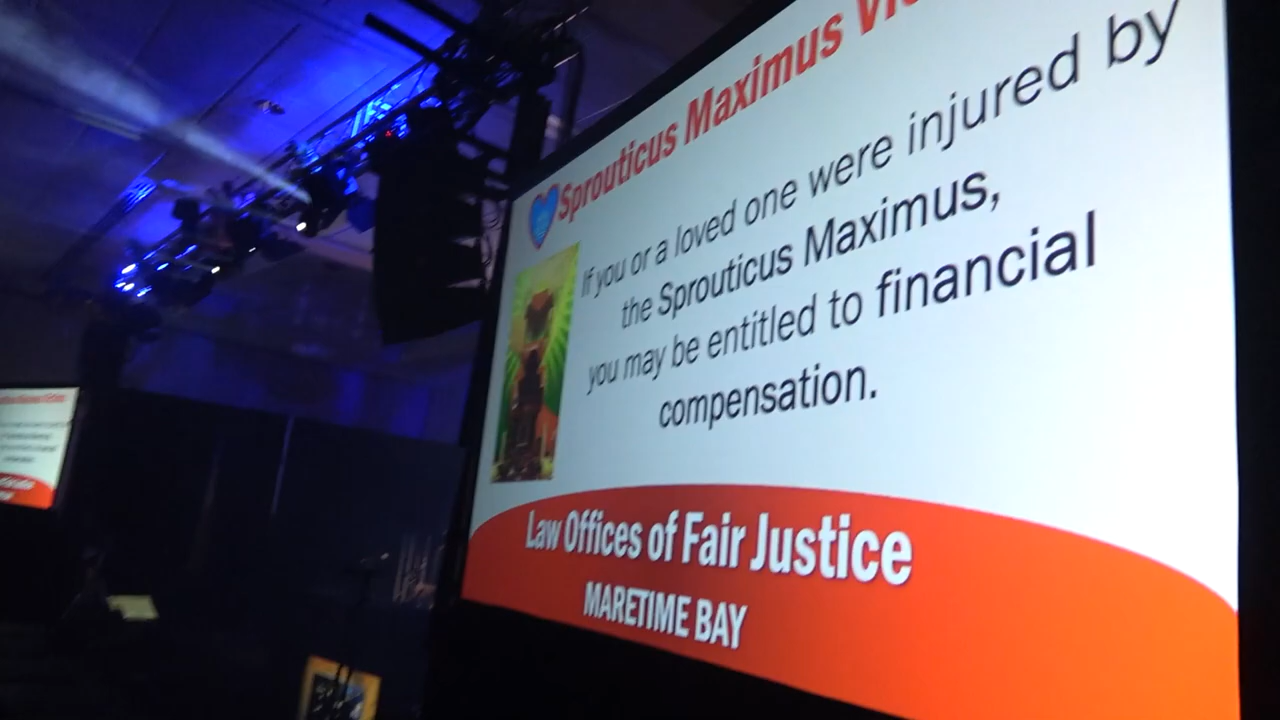 Sprouticus Maximus
If you or a loved one were injured by
the Sprouticus Maximus,
you may be entitled to financial
compensation.
Law Offices of Fair Justice
MARETIME BAY